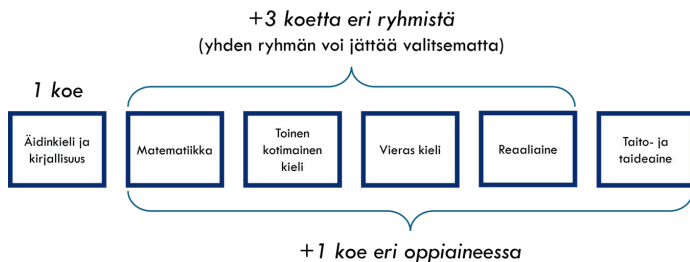 +3 koetta eri ryhmistä
(yhden ryhmän voi jättää valitsematta)
1 koe
Äidinkieli ja
kirjallisuus
Matematiikka
Toinen
kotimainen
kieli
Vieras kieli
Reaaliaine
Taito- ja
taideaine
+1 koe eri oppiaineessa